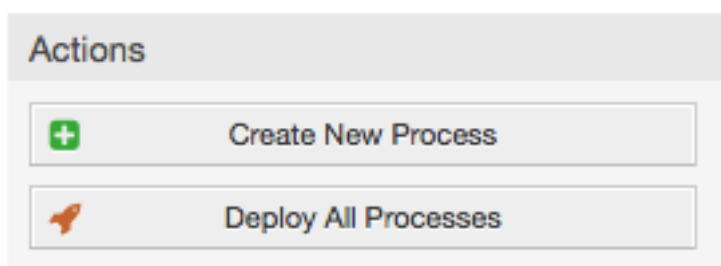 Actions
Create New Process
Deploy All Processes